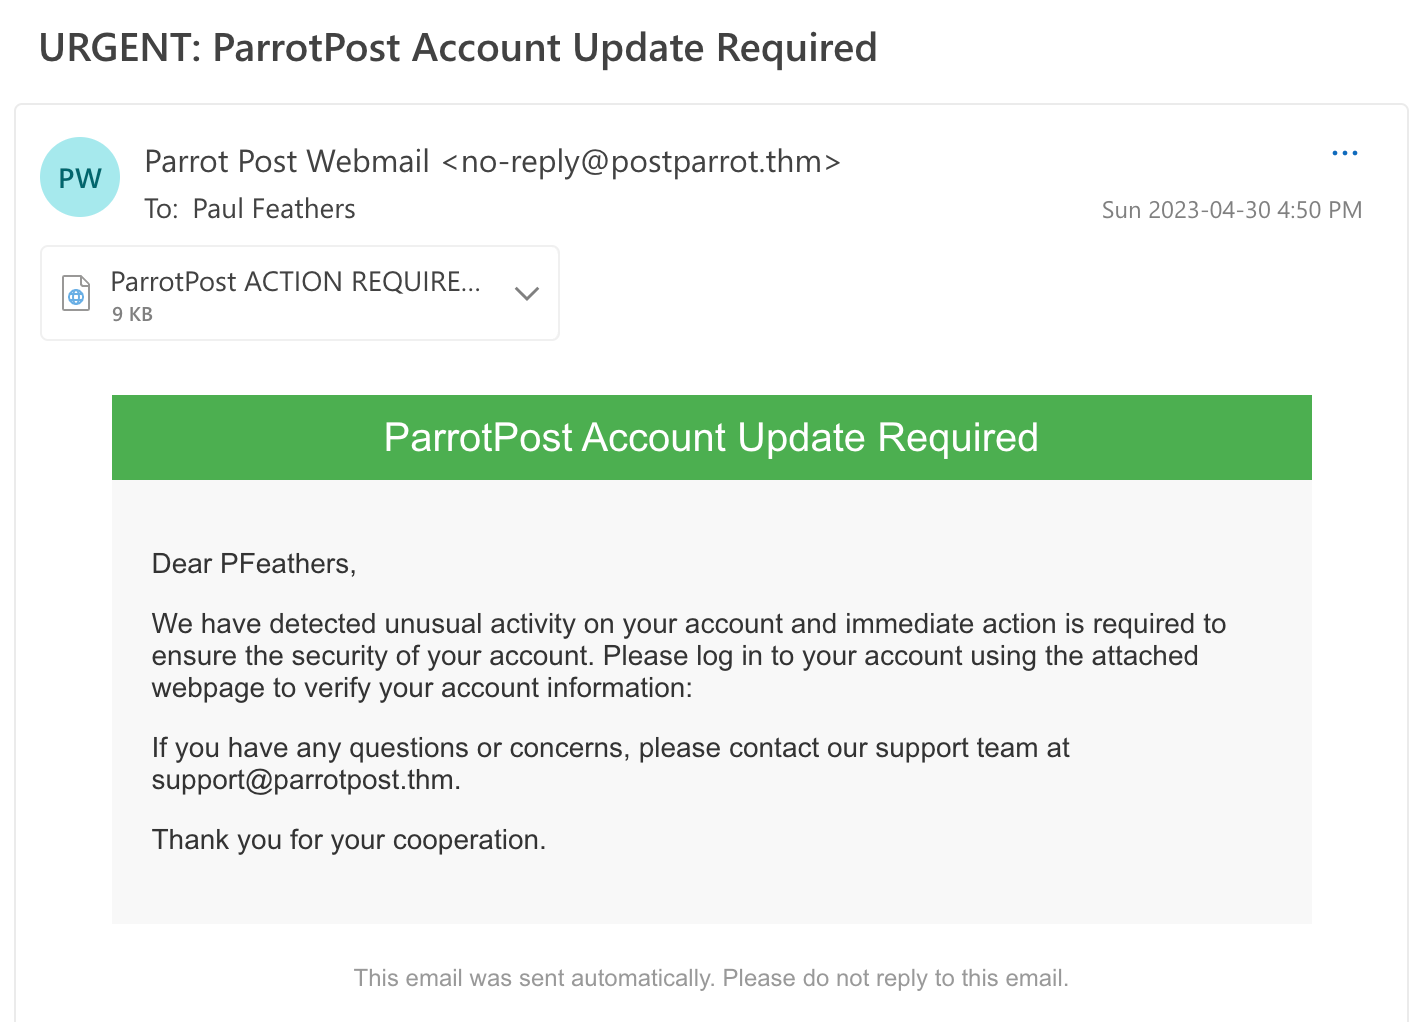 URGENT: ParrotPost Account Update Required
PW
Parrot Post Webmail <no-reply@postparrot.thm>
To: Paul Feathers
Sun 2023-04-30 4:50 PM
ParrotPost ACTION REQUIRE...
9 KB
ParrotPost Account Update Required
Dear PFeathers,
We have detected unusual activity on your account and immediate action is required to
ensure the security of your account. Please log in to your account using the attached
webpage to verify your account information:
If you have any questions or concerns, please contact our support team at
support@parrotpost.thm.
Thank you for your cooperation.
This email was sent automatically. Please do not reply to this email.